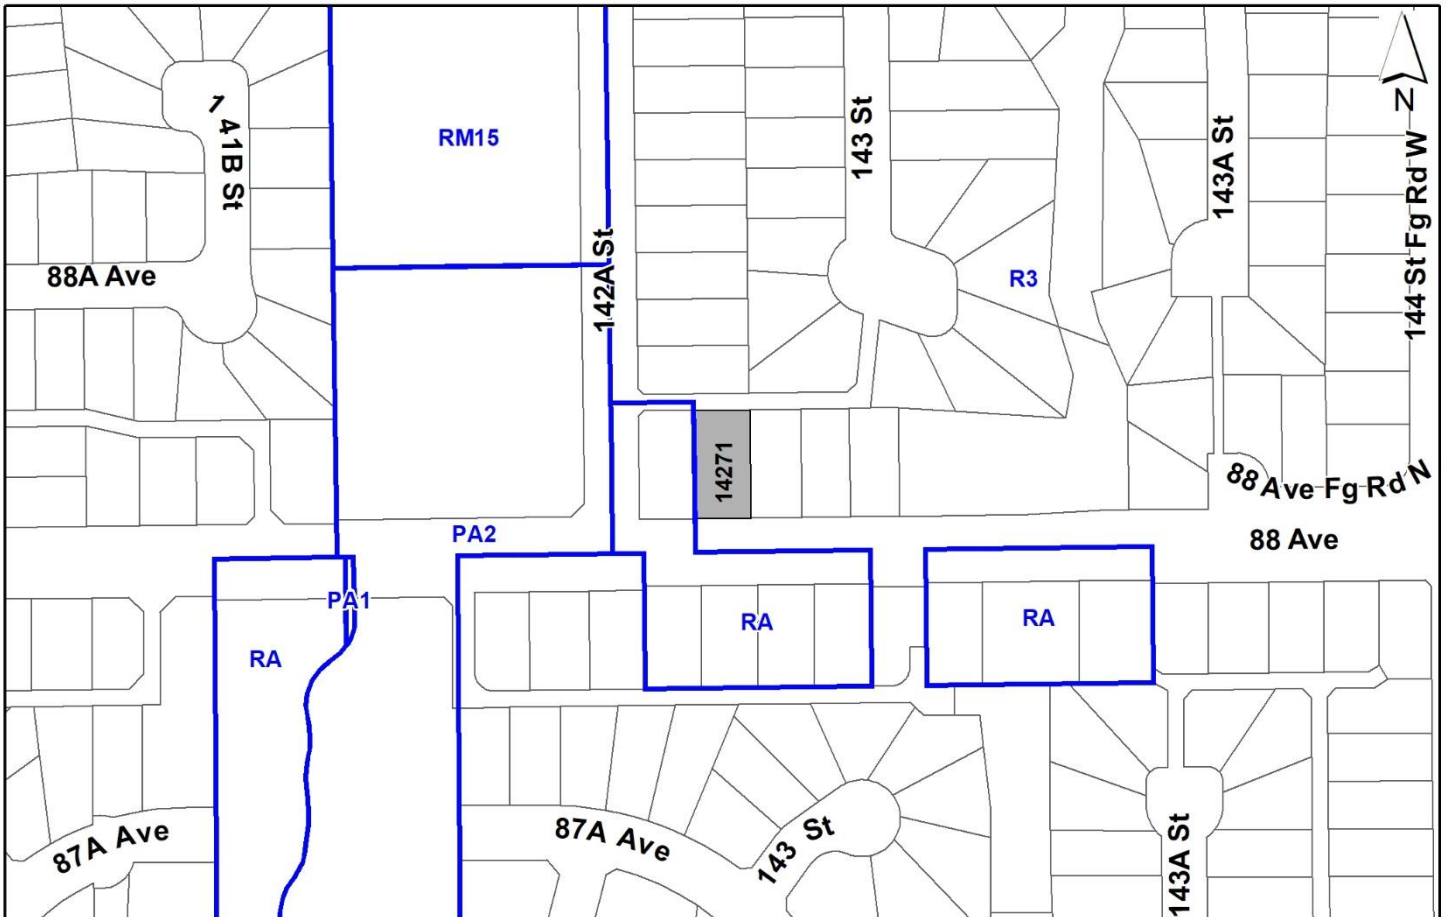 N
RM15
141B St
143 St
143A St
144 St Fg Rd W
88A Ave
142A St
R3
14271
88 Ave Fg Rd N
PA2
88 Ave
PA1
RA
RA
RA
87A Ave
87A Ave
143 St
143A St